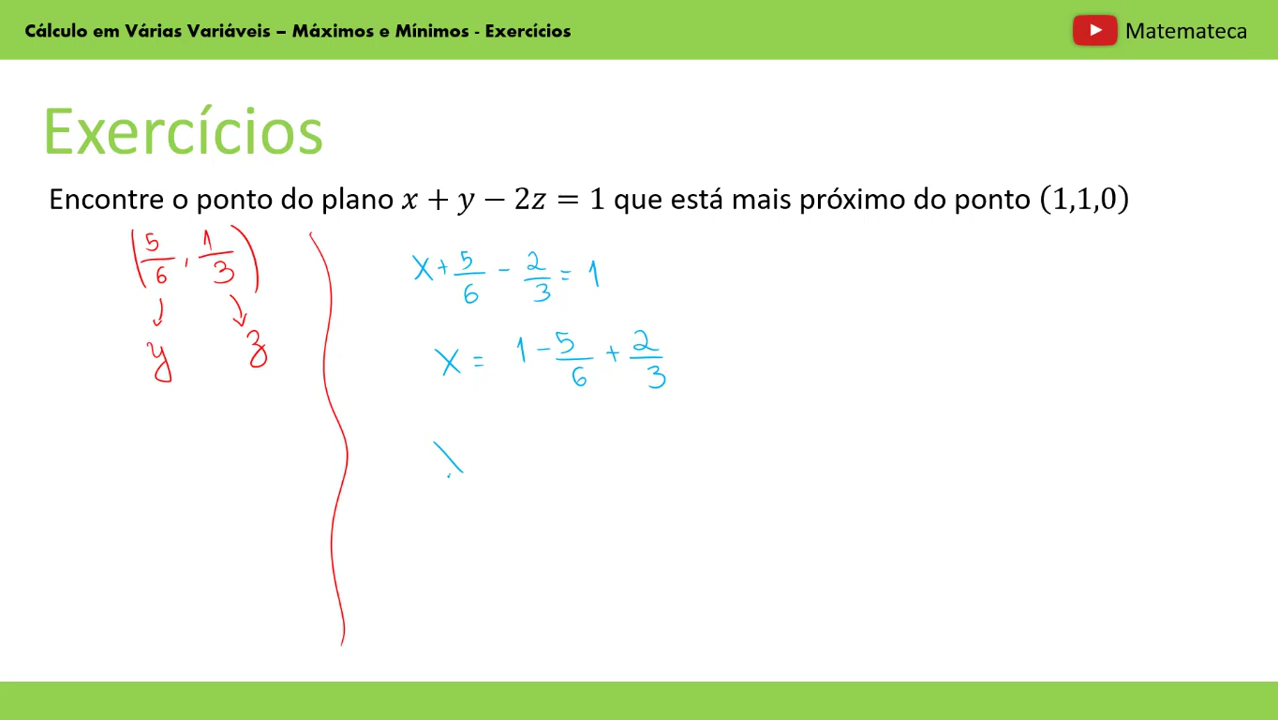 Cálculo em Várias Variáveis – Máximos e Mínimos - Exercícios
Matemateca
Exercícios
Encontre o ponto do plano x + y − 2z = 1 que está mais próximo do ponto (1,1,0)
(5/6, 1/3)
y z
x + 5/6 - 2/3 = 1
x = 1 - 5/6 + 2/3